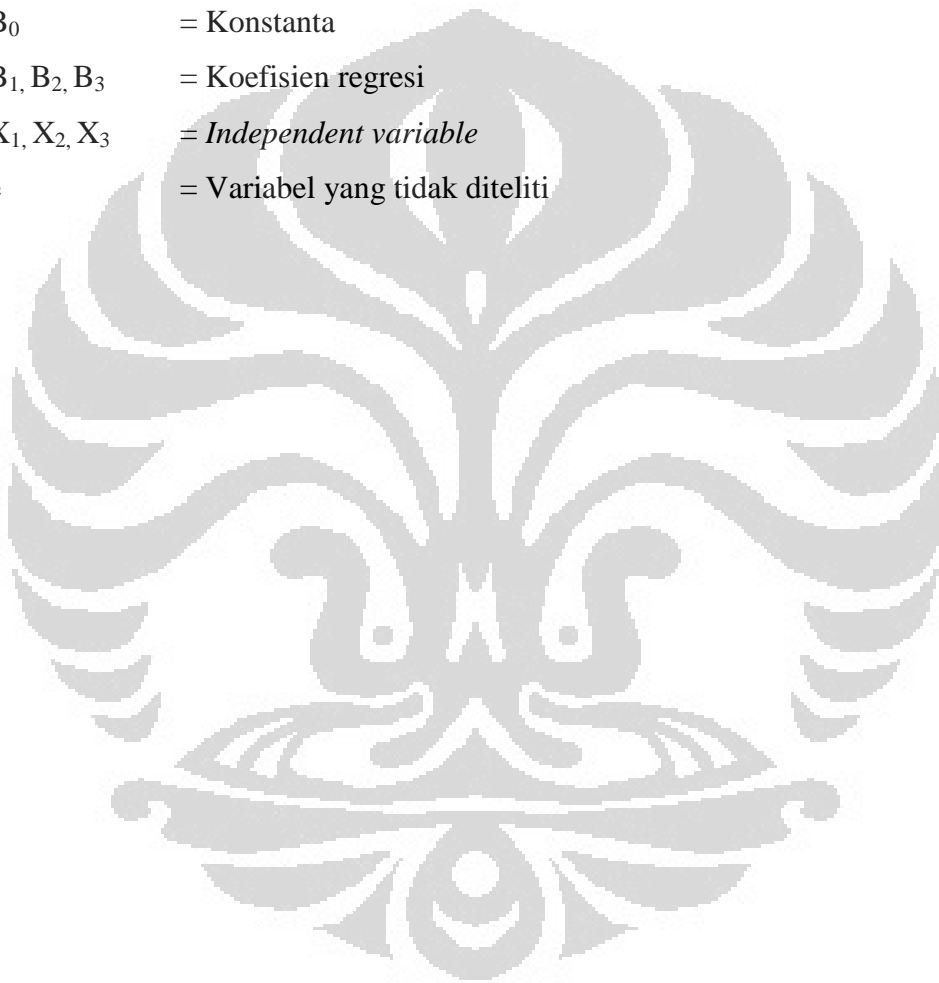 B0 = Konstanta
B1, B2, B3 = Koefisien regresi
X1, X2, X3 = Independent variable
= Variabel yang tidak diteliti